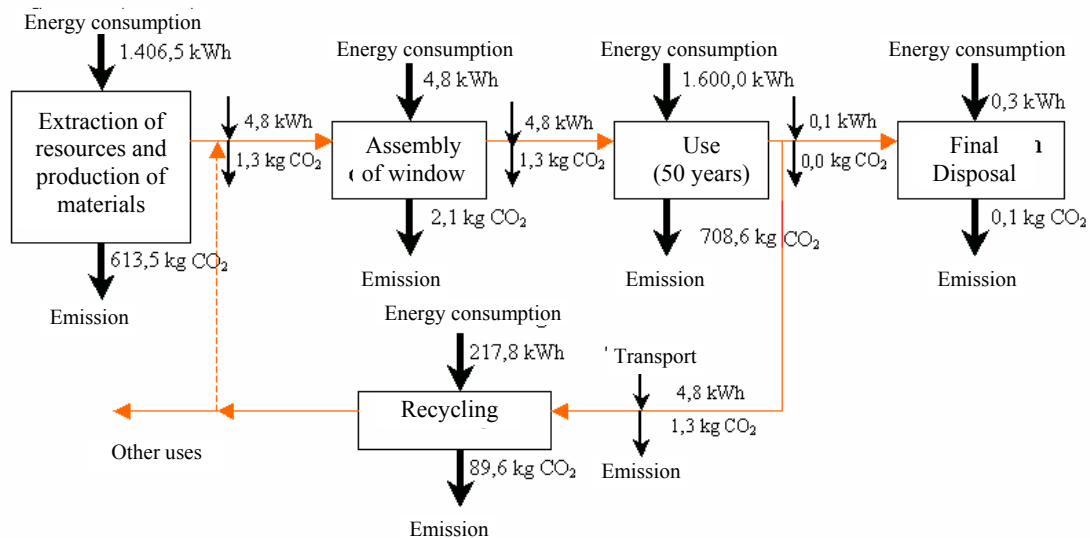 Energy consumption
1.406,5 kWh
Extraction of
resources and
production of
materials
613,5 kg CO₂
Emission
4,8 kWh
1,3 kg CO₂
Energy consumption
4,8 kWh
Assembly
of window
2,1 kg CO₂
Emission
4,8 kWh
1,3 kg CO₂
Energy consumption
1.600,0 kWh
Use
(50 years)
708,6 kg CO₂
Emission
0,1 kWh
0,0 kg CO₂
Energy consumption
0,3 kWh
Final
Disposal
0,1 kg CO₂
Emission
Energy consumption
217,8 kWh
Recycling
89,6 kg CO₂
Emission
Transport
4,8 kWh
1,3 kg CO₂
Emission
Other uses